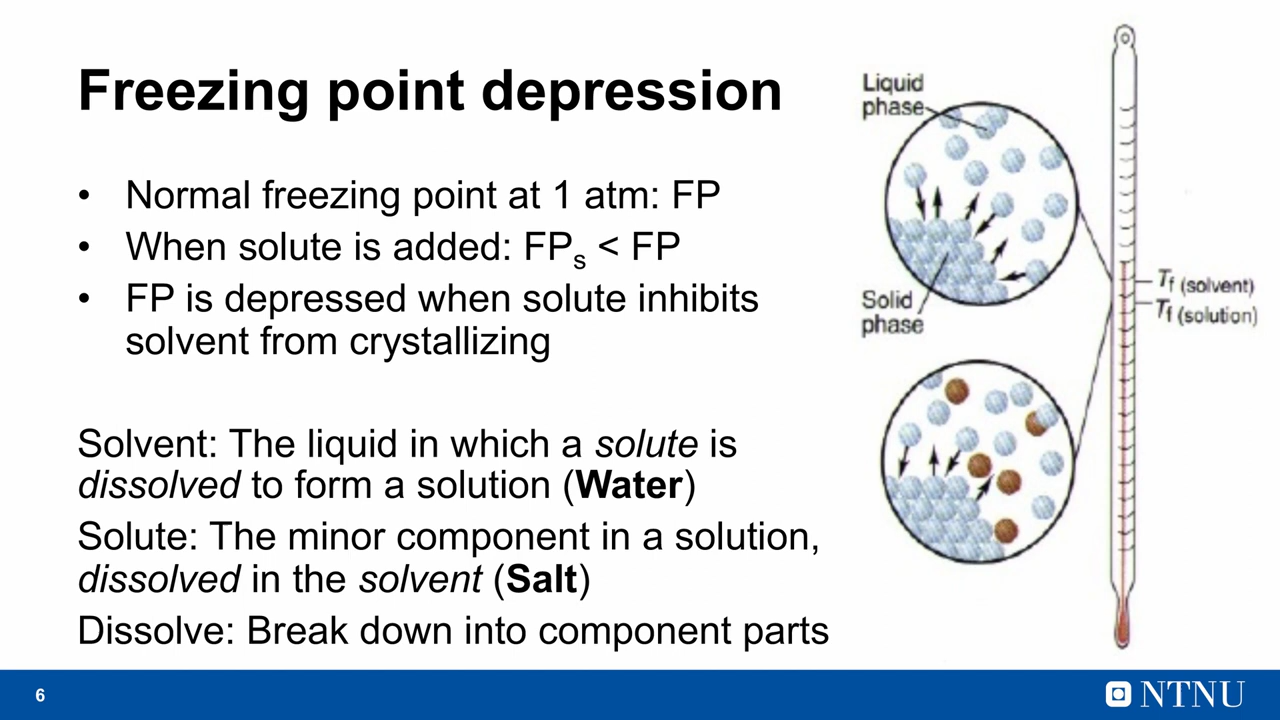 Freezing point depression
• Normal freezing point at 1 atm: FP
• When solute is added: FPₛ < FP
• FP is depressed when solute inhibits
solvent from crystallizing
Solvent: The liquid in which a solute is
dissolved to form a solution (Water)
Solute: The minor component in a solution,
dissolved in the solvent (Salt)
Dissolve: Break down into component parts
Liquid
phase
Solid
phase
Tf (solvent)
Tf (solution)
6
NTNU